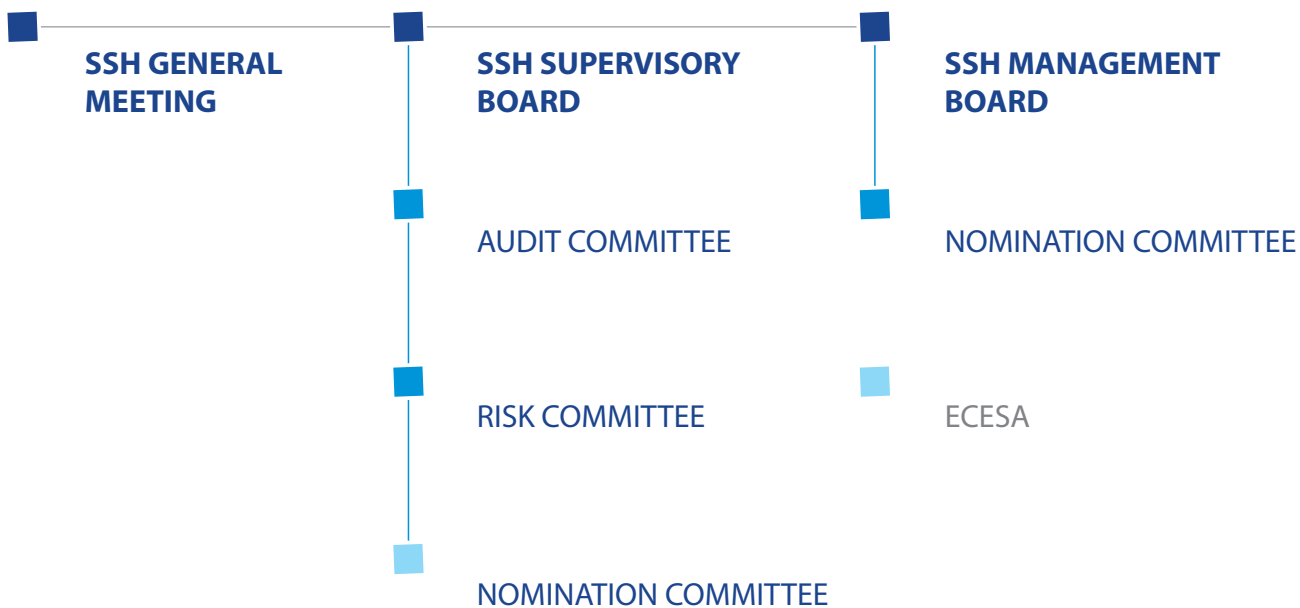 SSH GENERAL
MEETING
SSH SUPERVISORY
BOARD
SSH MANAGEMENT
BOARD
AUDIT COMMITTEE
NOMINATION COMMITTEE
RISK COMMITTEE
ECESA
NOMINATION COMMITTEE